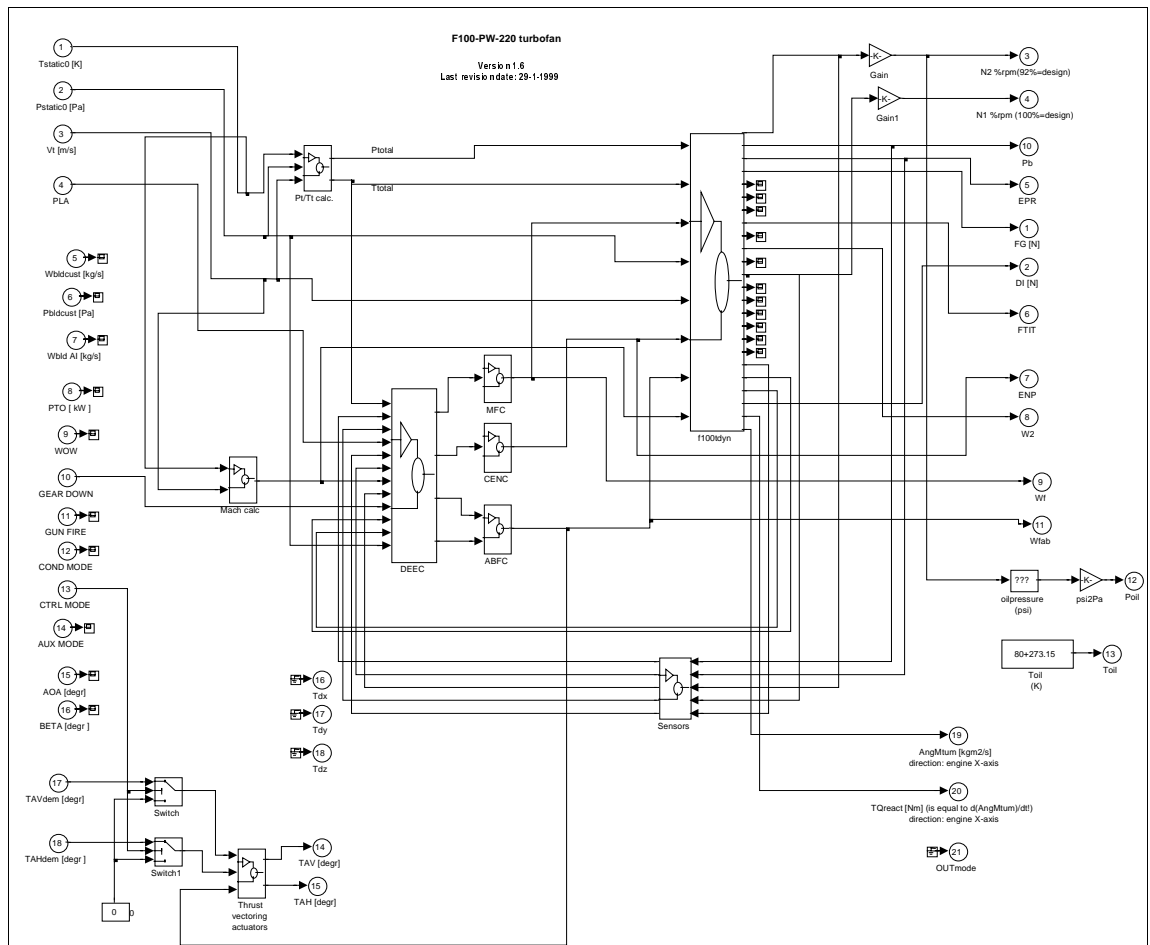 F100-PW-220 turbofan
Version 1.6
Last revision date: 29-1-1999
1
Tstatic0 [K]
2
Pstatic0 [Pa]
3
Vt [m/s]
4
PLA
5
Wbldcust [kg/s]
6
Pbldcust [Pa]
7
Wbld AI [kg/s]
8
PTO [ kW ]
9
WOW
10
GEAR DOWN
11
GUN FIRE
12
COND MODE
13
CTRL MODE
14
AUX MODE
15
AOA [degr]
16
BETA [degr ]
17
TAVdem [degr]
18
TAHdem [degr ]
0
0
Switch
Switch1
Thrust
vectoring
actuators
14
TAV [degr]
15
TAH [degr]
Mach calc
Pt/Tt calc.
Ptotal
Ttotal
DEEC
MFC
CENC
ABFC
16
Tdx
17
Tdy
18
Tdz
f100tdyn
Sensors
-K-
Gain
-K-
Gain1
3
N2 %rpm(92%=design)
4
N1 %rpm (100%=design)
10
Pb
5
EPR
1
FG [N]
2
DI [N]
6
FTIT
7
ENP
8
W2
9
Wf
11
Wfab
???
oilpressure
(psi)
-K-
psi2Pa
12
Poil
80+273.15
Toil
(K)
13
Toil
19
AngMtum [kgm2/s]
direction: engine X-axis
20
TQreact [Nm] (is equal to d(AngMtum)/dt!)
direction: engine X-axis
21
OUTmode